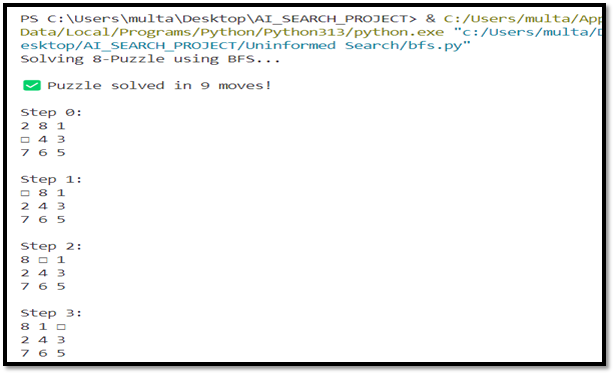 PS C:\Users\multa\Desktop\AI_SEARCH_PROJECT> & C:/Users/multa/App
Data/Local/Programs/Python/Python313/python.exe "c:/Users/multa/D
esktop/AI_SEARCH_PROJECT/Uninformed Search/bfs.py"
Solving 8-Puzzle using BFS...
✅ Puzzle solved in 9 moves!
Step 0:
2 8 1
□ 4 3
7 6 5
Step 1:
□ 8 1
2 4 3
7 6 5
Step 2:
8 □ 1
2 4 3
7 6 5
Step 3:
8 1 □
2 4 3
7 6 5